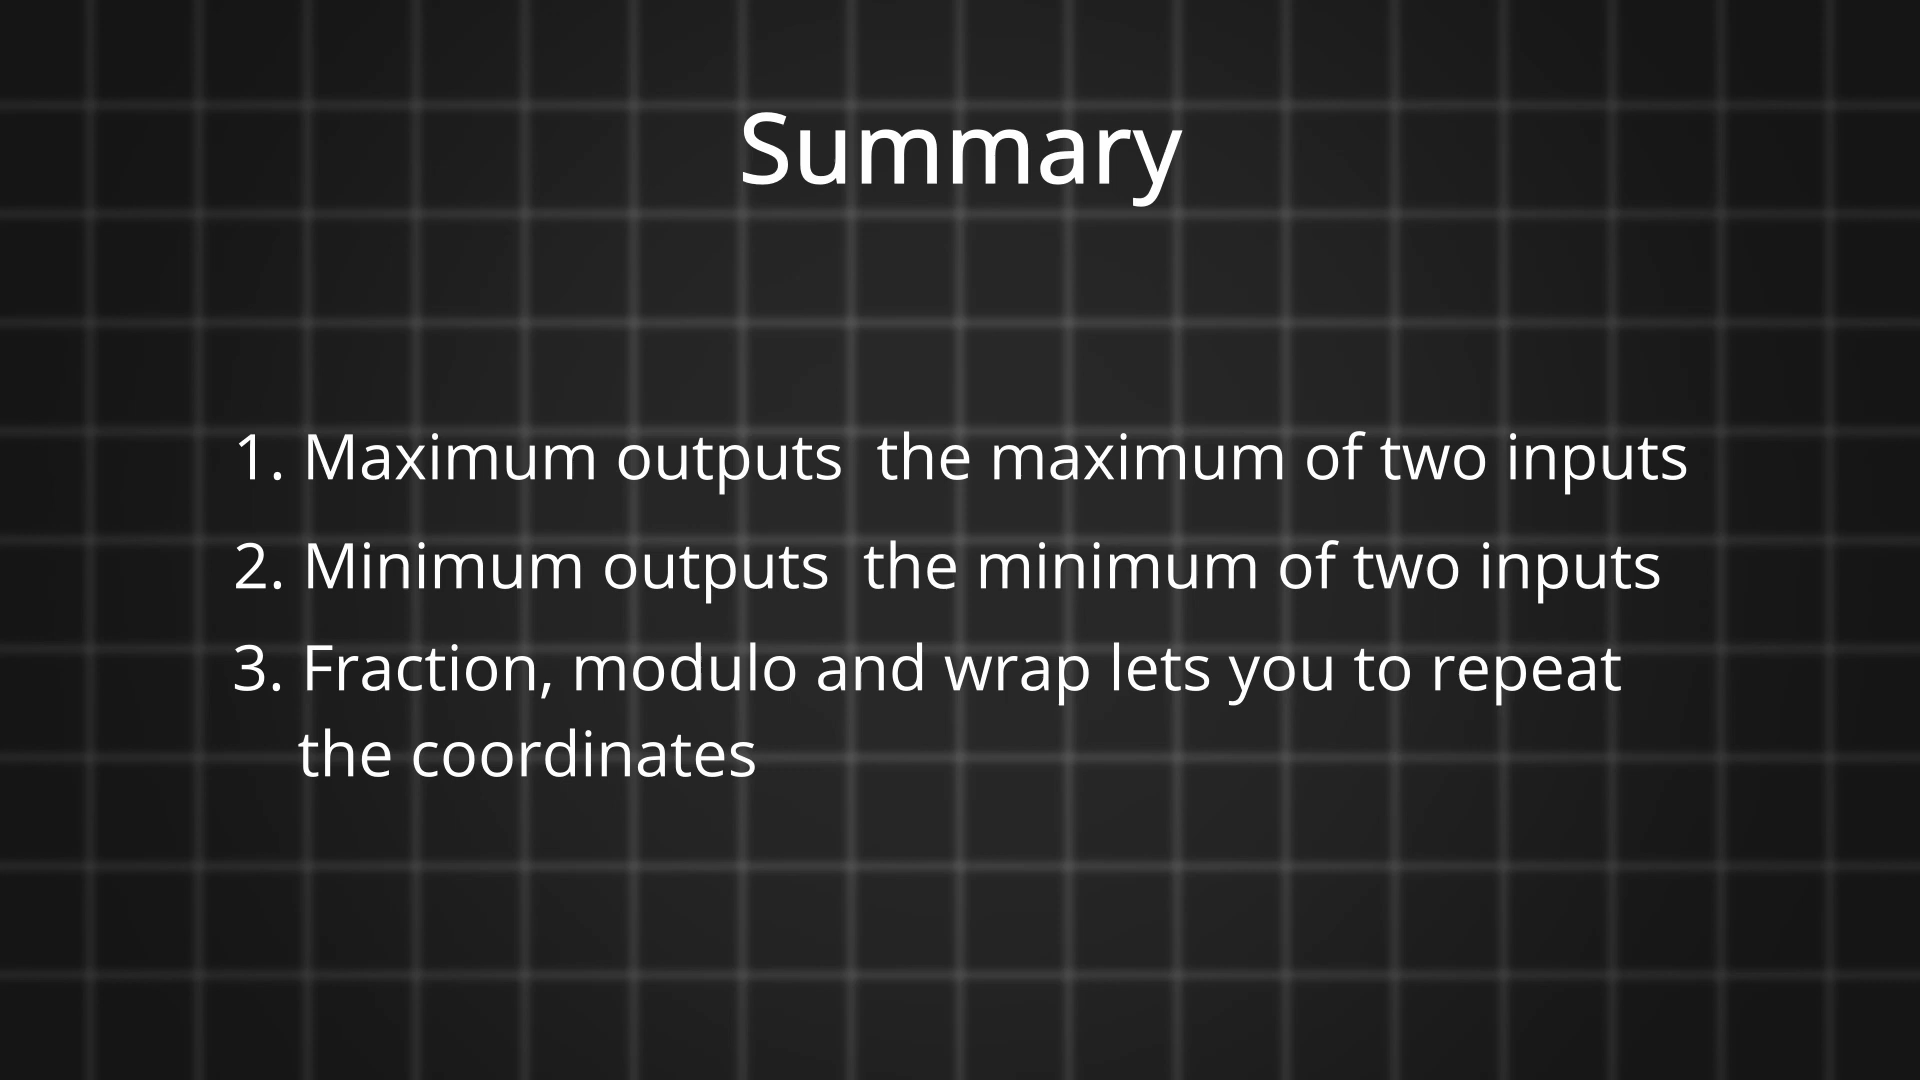 Summary
1. Maximum outputs  the maximum of two inputs
2. Minimum outputs  the minimum of two inputs
3. Fraction, modulo and wrap lets you to repeat
the coordinates